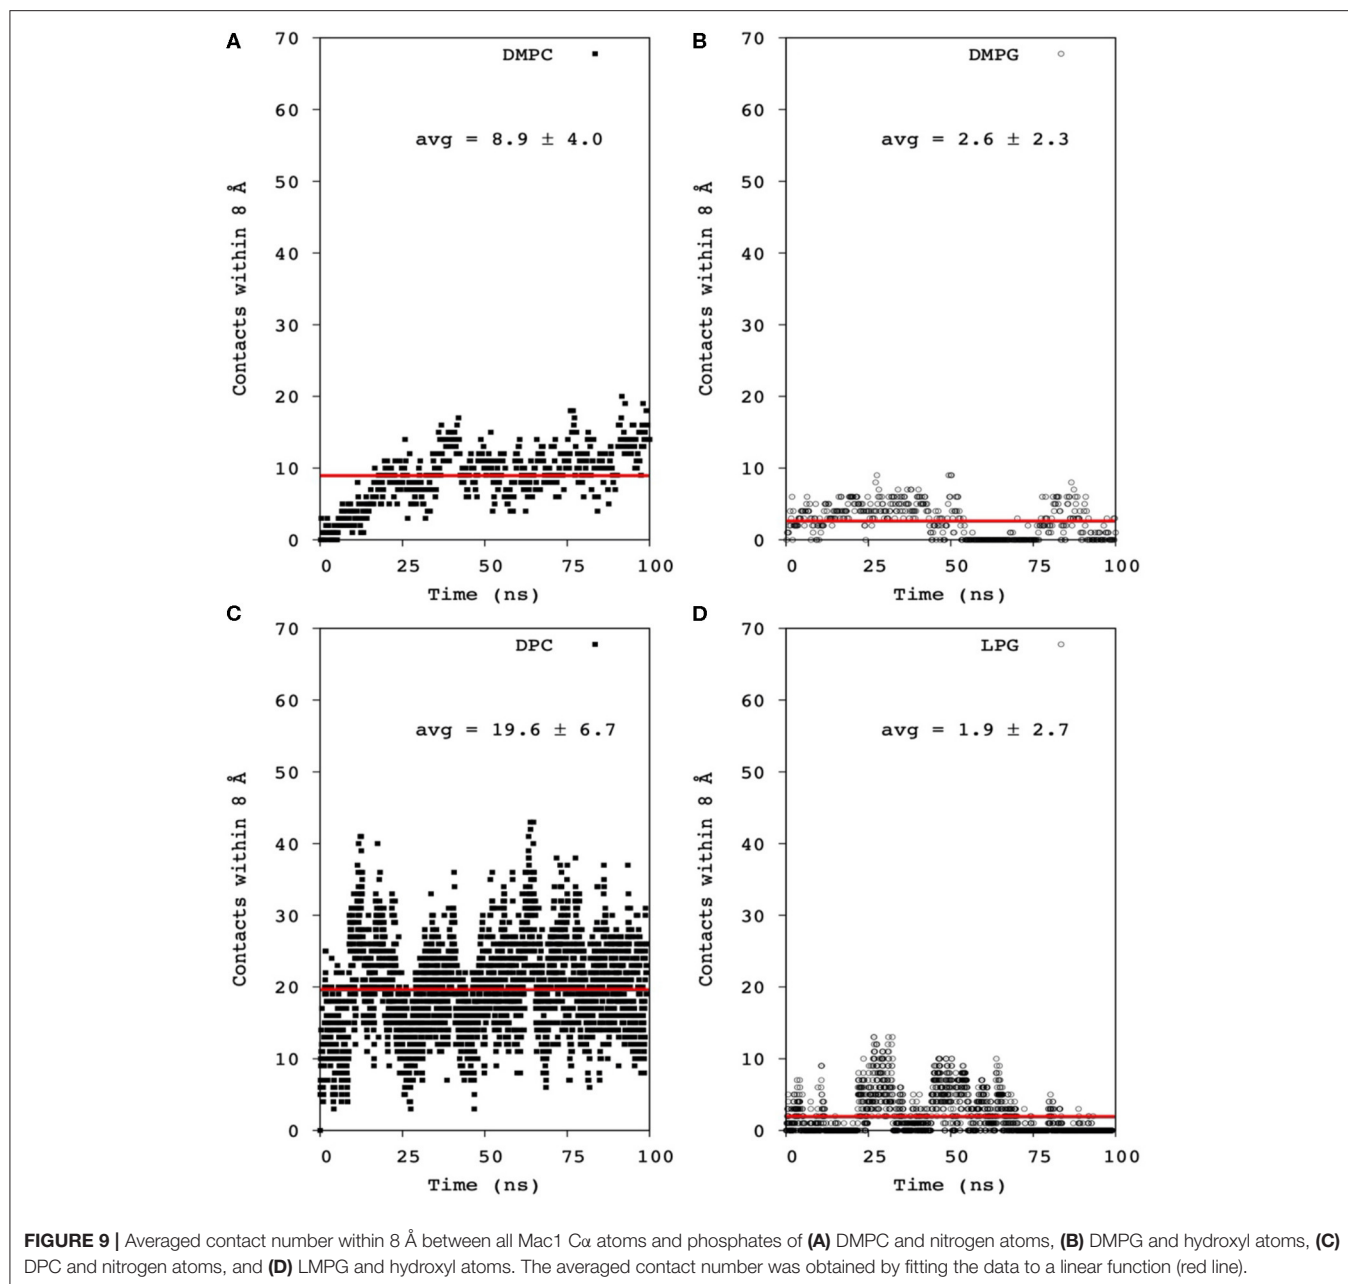 A
70
60
50
40
30
20
10
0
Contacts within 8 Å
DMPC
avg = 8.9 ± 4.0
0 25 50 75 100
Time (ns)
B
70
60
50
40
30
20
10
0
Contacts within 8 Å
DMPG
avg = 2.6 ± 2.3
0 25 50 75 100
Time (ns)
C
70
60
50
40
30
20
10
0
Contacts within 8 Å
DPC
avg = 19.6 ± 6.7
0 25 50 75 100
Time (ns)
D
70
60
50
40
30
20
10
0
Contacts within 8 Å
LPG
avg = 1.9 ± 2.7
0 25 50 75 100
Time (ns)
FIGURE 9 | Averaged contact number within 8 Å between all Mac1 Cα atoms and phosphates of (A) DMPC and nitrogen atoms, (B) DMPG and hydroxyl atoms, (C)
DPC and nitrogen atoms, and (D) LMPG and hydroxyl atoms. The averaged contact number was obtained by fitting the data to a linear function (red line).